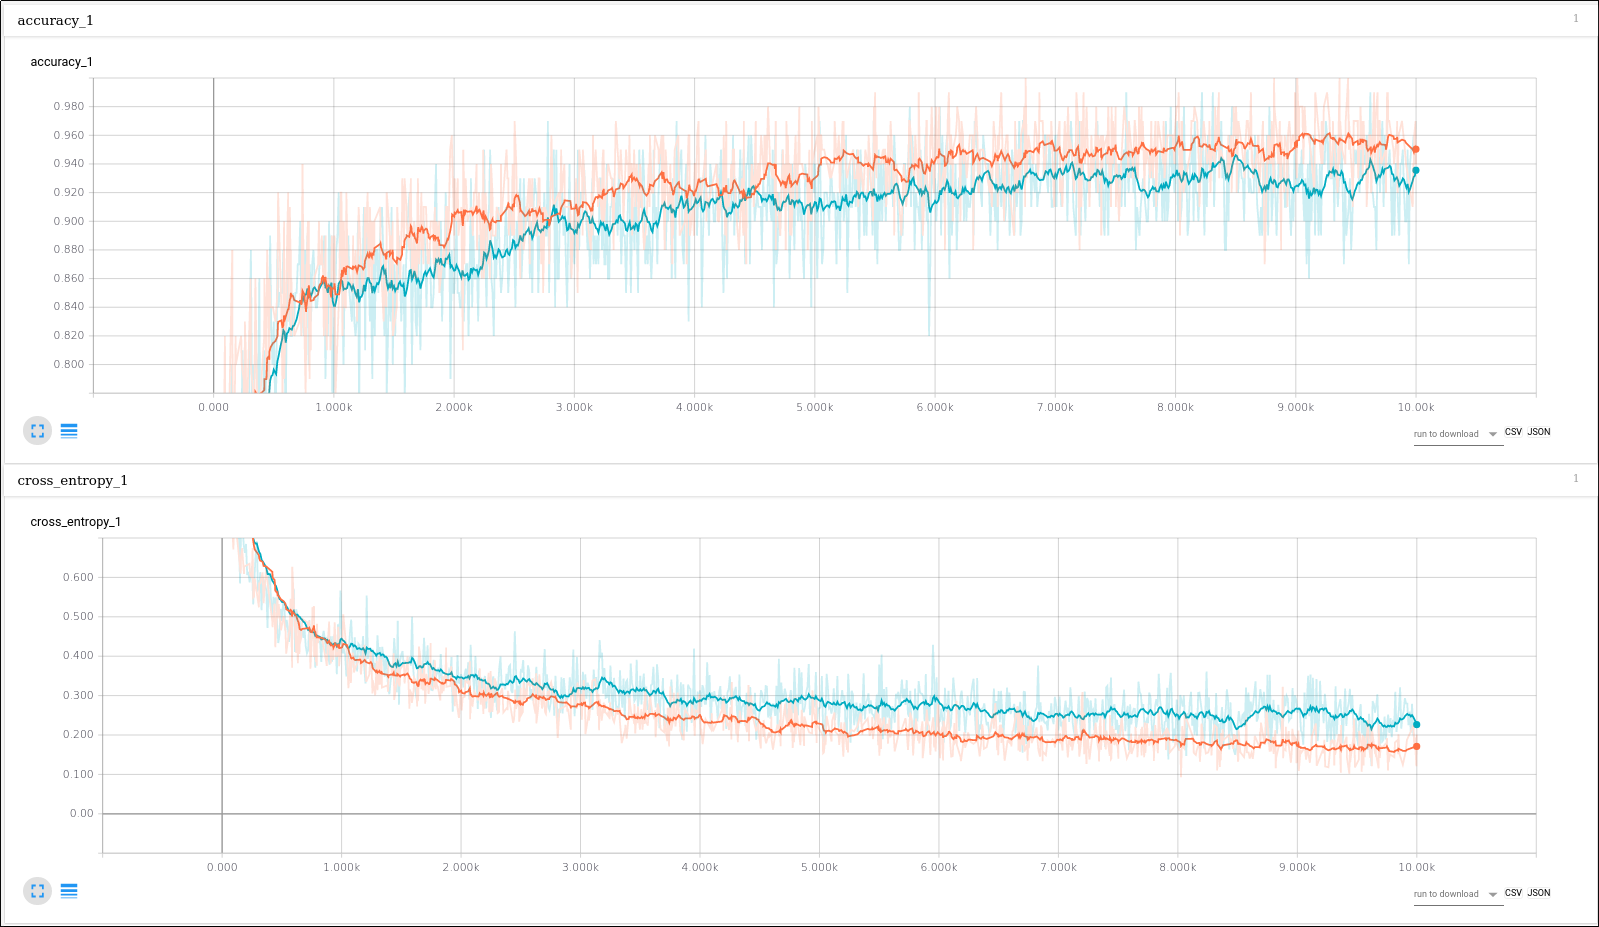 accuracy_1 1
accuracy_1
0.980
0.960
0.940
0.920
0.900
0.880
0.860
0.840
0.820
0.800
0.000 1.000k 2.000k 3.000k 4.000k 5.000k 6.000k 7.000k 8.000k 9.000k 10.00k
run to download CSV JSON
cross_entropy_1 1
cross_entropy_1
0.600
0.500
0.400
0.300
0.200
0.100
0.00
0.000 1.000k 2.000k 3.000k 4.000k 5.000k 6.000k 7.000k 8.000k 9.000k 10.00k
run to download CSV JSON